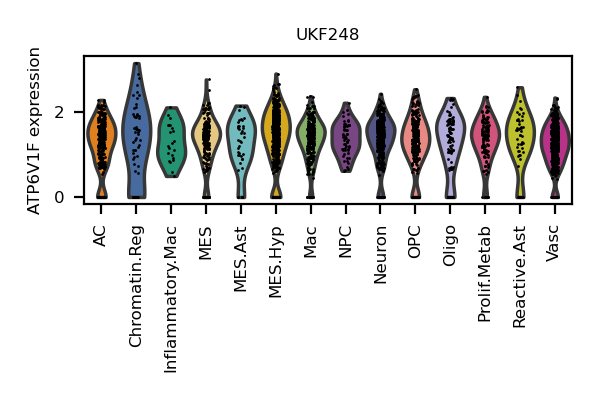 UKF248
ATP6V1F expression
2
0
AC
Chromatin.Reg
Inflammatory.Mac
MES
MES.Ast
MES.Hyp
Mac
NPC
Neuron
OPC
Oligo
Prolif.Metab
Reactive.Ast
Vasc